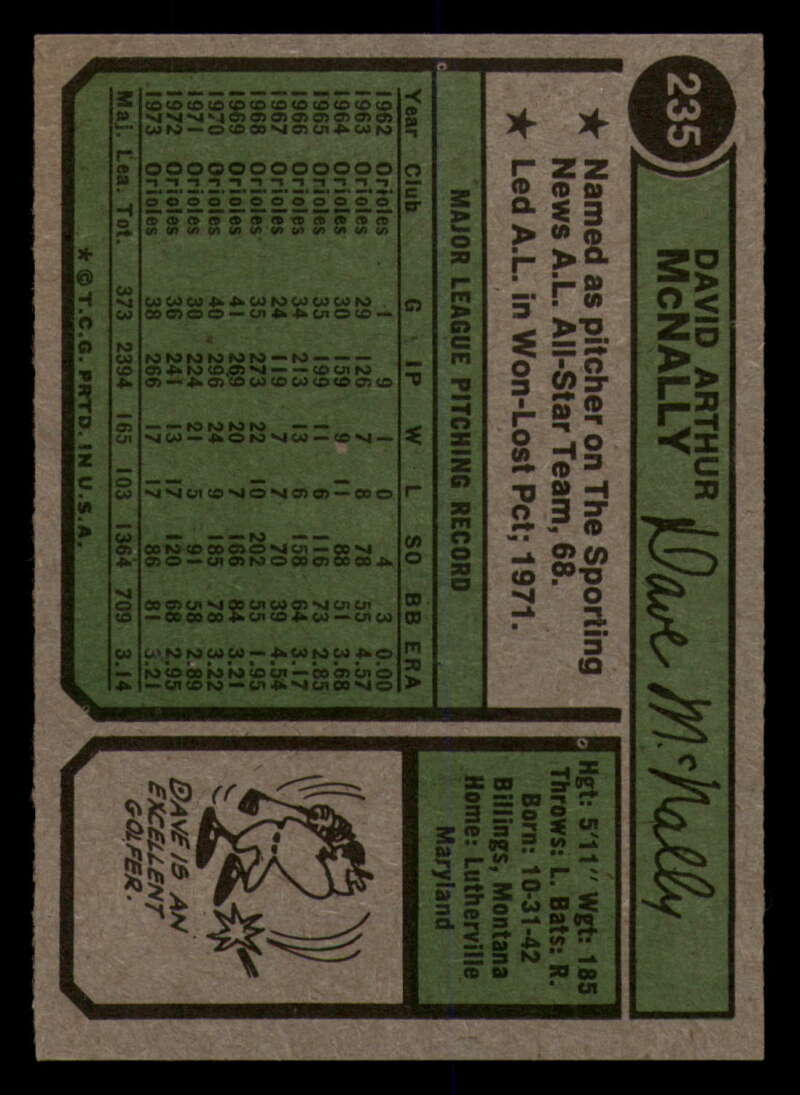 235
DAVID ARTHUR
McNALLY
Dave McNally
★ Named as pitcher on The Sporting
News A.L. All-Star Team, 68.
★ Led A.L. in Won-Lost Pct; 1971.
MAJOR LEAGUE PITCHING RECORD
Year Club G IP W L SO BB ERA
1962 Orioles 1 9 1 0 4 3 0.00
1963 Orioles 29 126 7 8 78 55 4.57
1964 Orioles 30 159 9 11 88 51 3.68
1965 Orioles 35 199 11 6 116 73 2.85
1966 Orioles 34 213 13 6 158 64 3.17
1967 Orioles 24 119 7 7 70 39 4.54
1968 Orioles 35 273 22 10 202 55 1.95
1969 Orioles 41 269 20 7 166 84 3.21
1970 Orioles 40 296 24 9 185 78 3.22
1971 Orioles 30 224 21 5 91 58 2.89
1972 Orioles 36 241 13 17 120 68 2.95
1973 Orioles 38 266 17 17 86 81 3.21
Maj. Lea. Tot. 373 2394 165 103 1364 709 3.14
* © T.C.G. PRTD. IN U.S.A.
Hgt: 5'11" Wgt: 185
Throws: L. Bats: R.
Born: 10-31-42
Billings, Montana
Home: Lutherville
Maryland
DAVE IS AN
EXCELLENT
GOLFER.